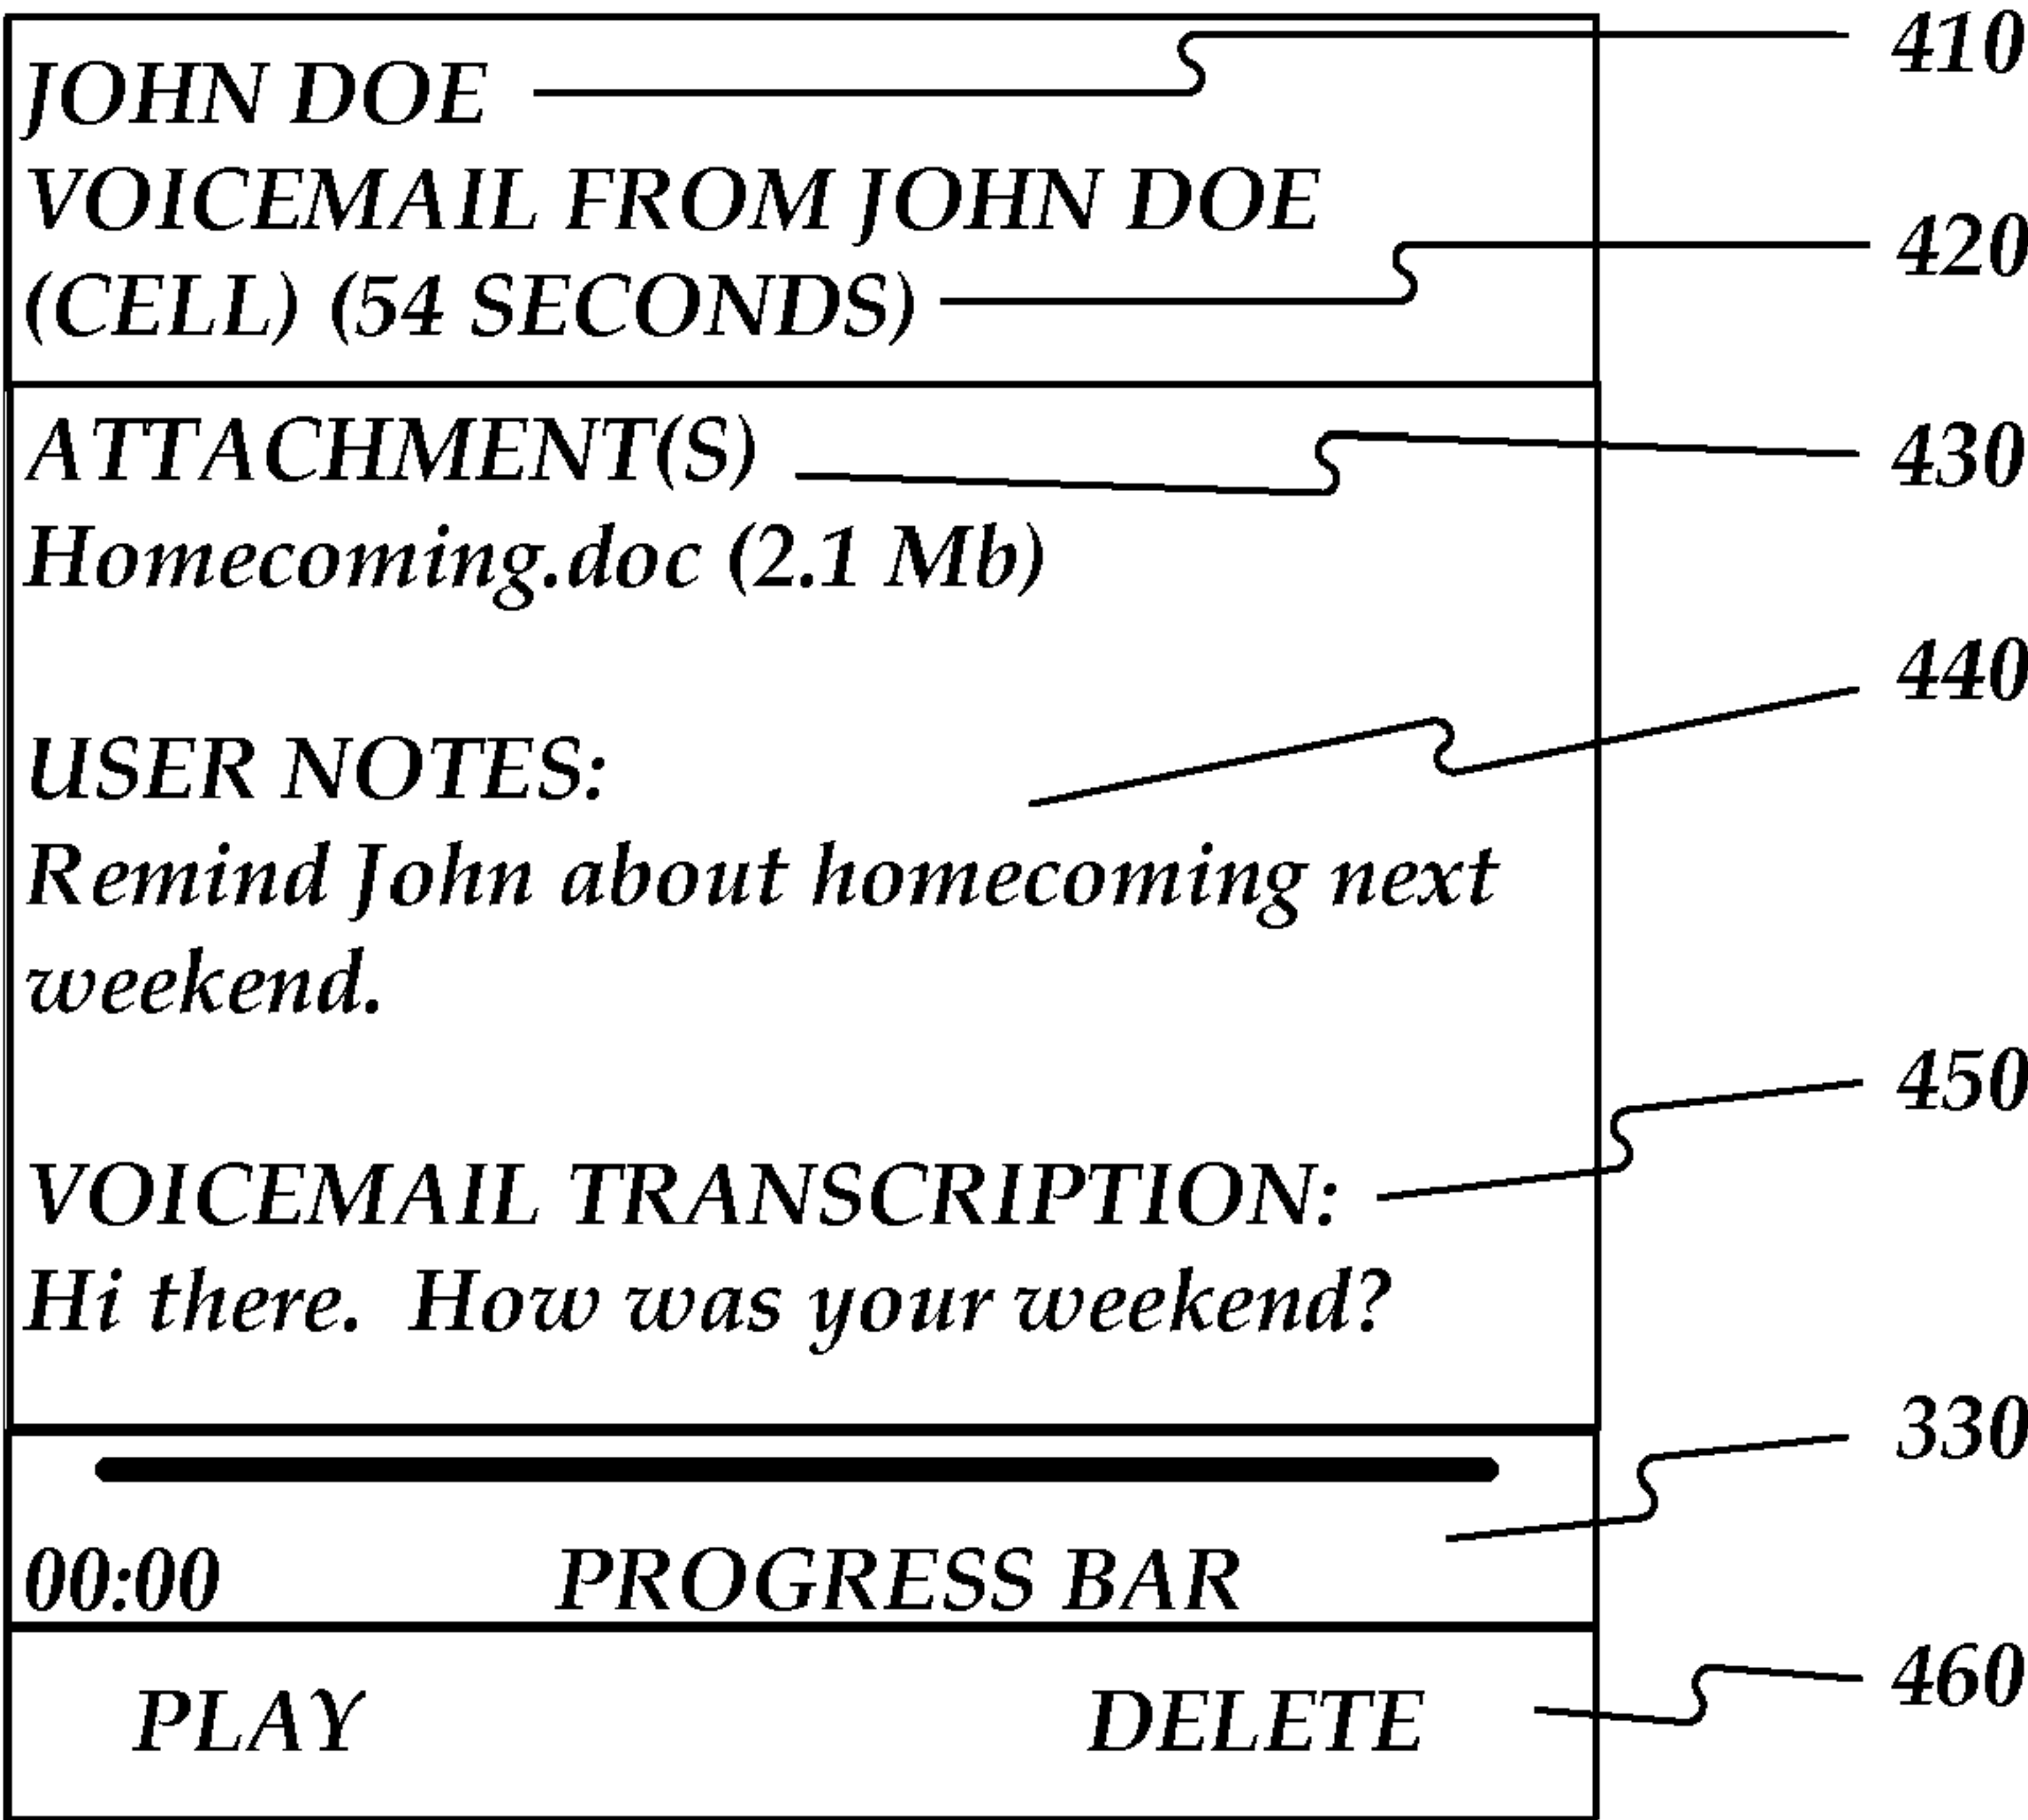 JOHN DOE 410
VOICEMAIL FROM JOHN DOE
(CELL) (54 SECONDS) 420
ATTACHMENT(S) 430
Homecoming.doc (2.1 Mb)
440
USER NOTES:
Remind John about homecoming next
weekend.
450
VOICEMAIL TRANSCRIPTION:
Hi there.  How was your weekend?
330
00:00 PROGRESS BAR
PLAY DELETE 460